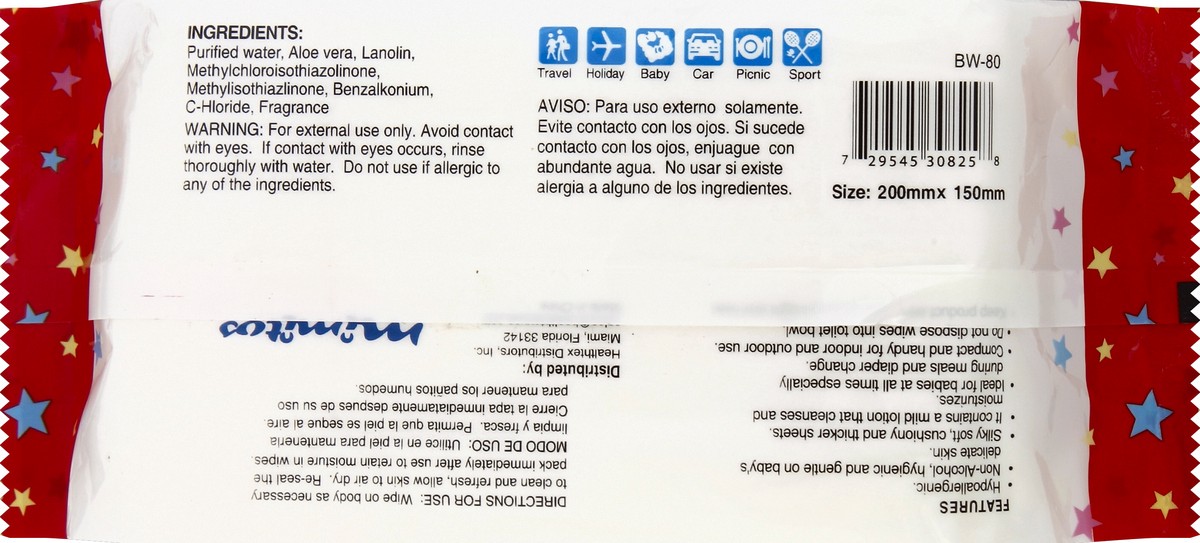 INGREDIENTS:
Purified water, Aloe vera, Lanolin,
Methylchloroisothiazolinone,
Methylisothiazlinone, Benzalkonium,
C-Hloride, Fragrance
WARNING: For external use only. Avoid contact
with eyes. If contact with eyes occurs, rinse
thoroughly with water. Do not use if allergic to
any of the ingredients.
Travel Holiday Baby Car Picnic Sport
AVISO: Para uso externo solamente.
Evite contacto con los ojos. Si sucede
contacto con los ojos, enjuague con
abundante agua. No usar si existe
alergia a alguno de los ingredientes.
BW-80
7 29545 30825 8
Size: 200mmx 150mm
FEATURES
• Hypoallergenic.
• Non-Alcohol, hygienic and gentle on baby's
delicate skin.
• Silky soft, cushiony and thicker sheets.
• It contains a mild lotion that cleanses and
moisturizes.
• Ideal for babies at all times especially
during meals and diaper change.
• Compact and handy for indoor and outdoor use.
• Do not dispose wipes into toilet bowl.
DIRECTIONS FOR USE: Wipe on body as necessary
to clean and refresh, allow skin to air dry. Re-seal the
pack immediately after use to retain moisture in wipes.
MODO DE USO: Utilice en la piel para mantenerla
limpia y fresca. Permita que la piel se seque al aire.
Cierre la tapa inmediatamente despues de su uso
para mantener los pañitos humedos.
Distributed by:
Healthtex Distributors, Inc.
Miami, Florida 33142
mimitos